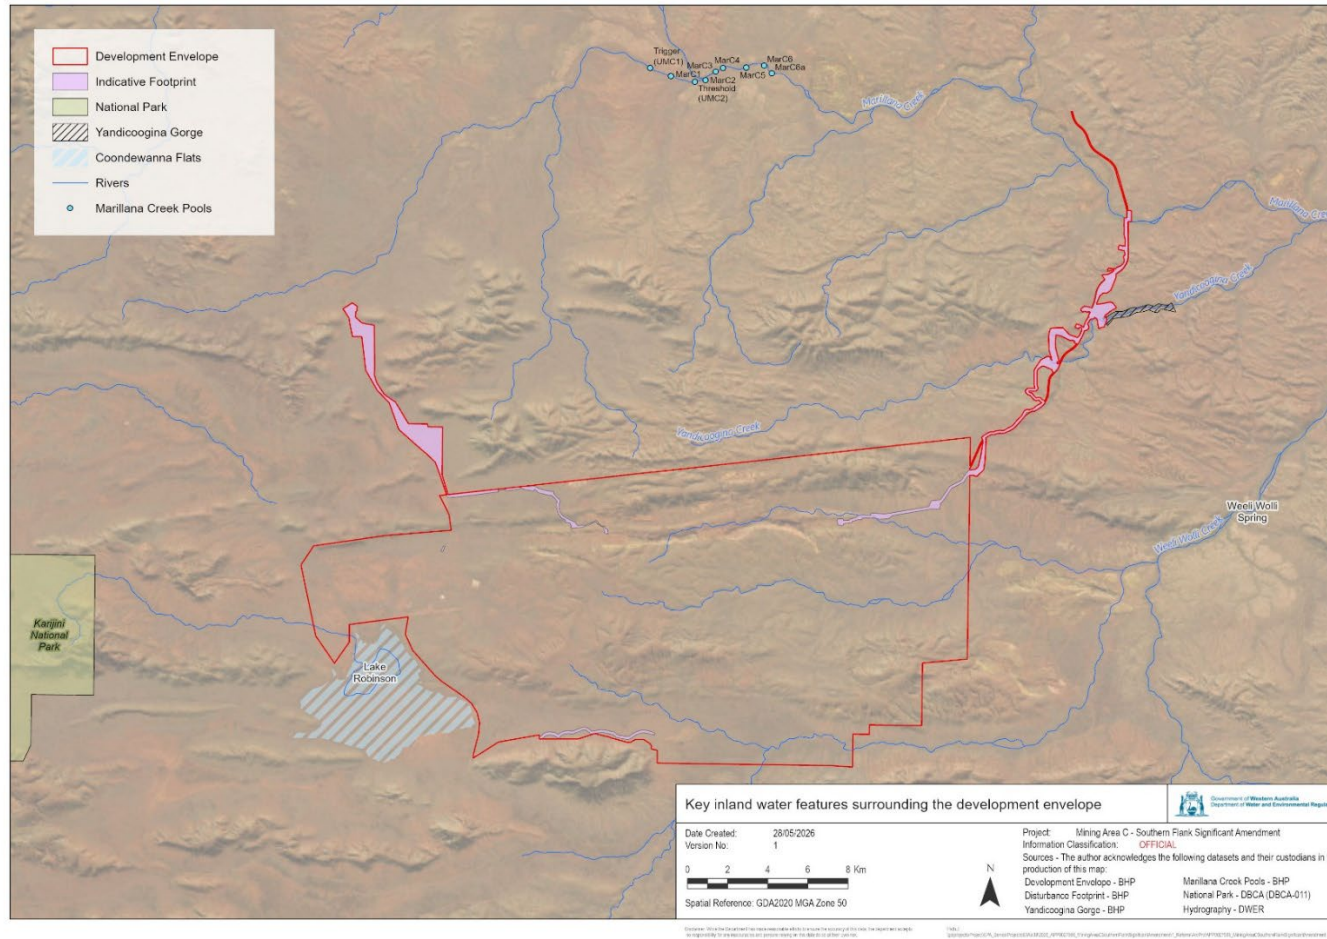 Development Envelope
Indicative Footprint
National Park
Yandicoogina Gorge
Coondewanna Flats
Rivers
Marillana Creek Pools
Trigger
(UMC1)
MarC1
MarC3
MarC4
MarC2
Threshold
(UMC2)
MarC5
MarC6
MarC6a
Marillana Creek
Marillana Cree
Yandicoogina Creek
Yandicoogina Creek
Weeli Wolli
Spring
Weeli Wolli Creek
Karijini
National
Park
Lake
Robinson
Key inland water features surrounding the development envelope
Government of Western Australia
Department of Water and Environmental Regula
Date Created: 28/05/2026
Version No: 1
0 2 4 6 8 Km
Spatial Reference: GDA2020 MGA Zone 50
N
Project: Mining Area C - Southern Flank Significant Amendment
Information Classification: OFFICIAL
Sources - The author acknowledges the following datasets and their custodians in
production of this map:
Development Envelope - BHP
Disturbance Footprint - BHP
Yandicoogina Gorge - BHP
Marillana Creek Pools - BHP
National Park - DBCA (DBCA-011)
Hydrography - DWER